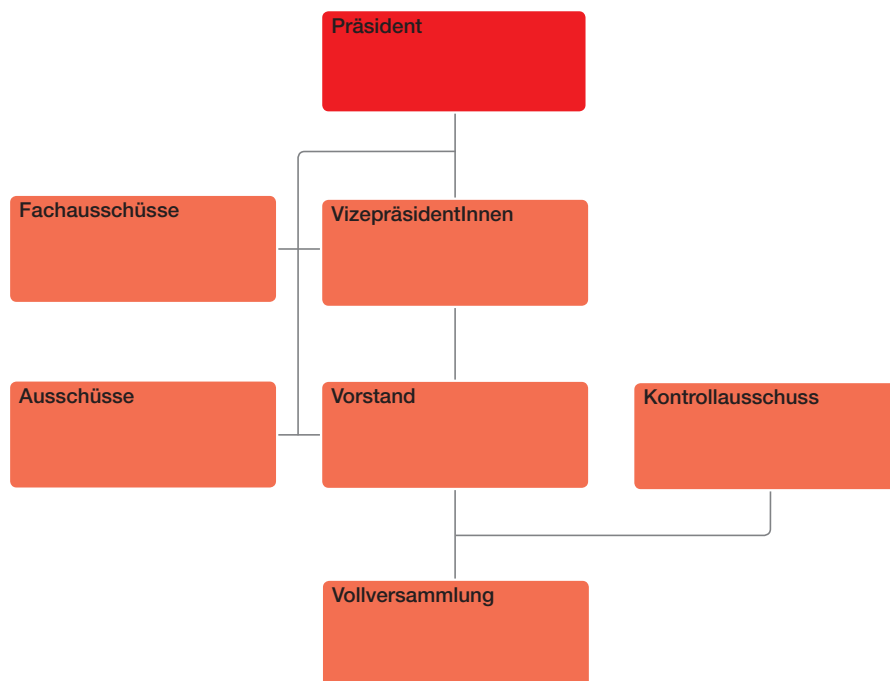 Präsident
Fachausschüsse
VizepräsidentInnen
Ausschüsse
Vorstand
Kontrollausschuss
Vollversammlung